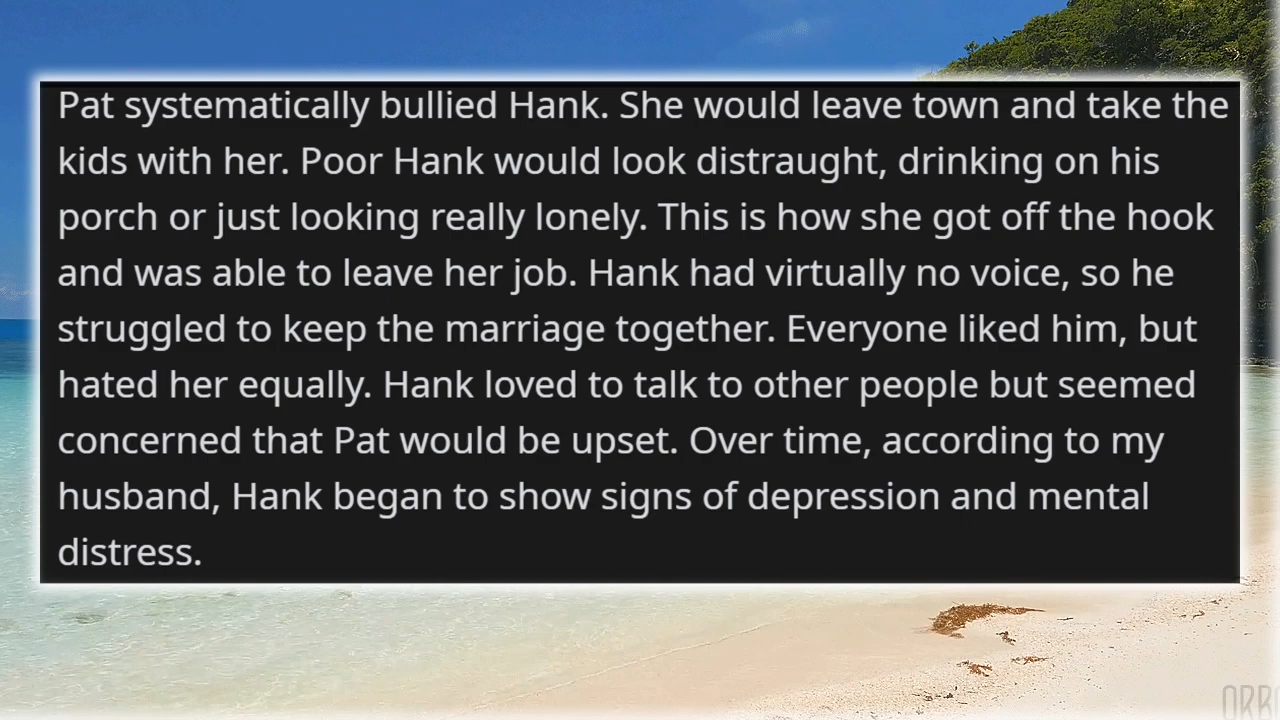 Pat systematically bullied Hank. She would leave town and take the
kids with her. Poor Hank would look distraught, drinking on his
porch or just looking really lonely. This is how she got off the hook
and was able to leave her job. Hank had virtually no voice, so he
struggled to keep the marriage together. Everyone liked him, but
hated her equally. Hank loved to talk to other people but seemed
concerned that Pat would be upset. Over time, according to my
husband, Hank began to show signs of depression and mental
distress.